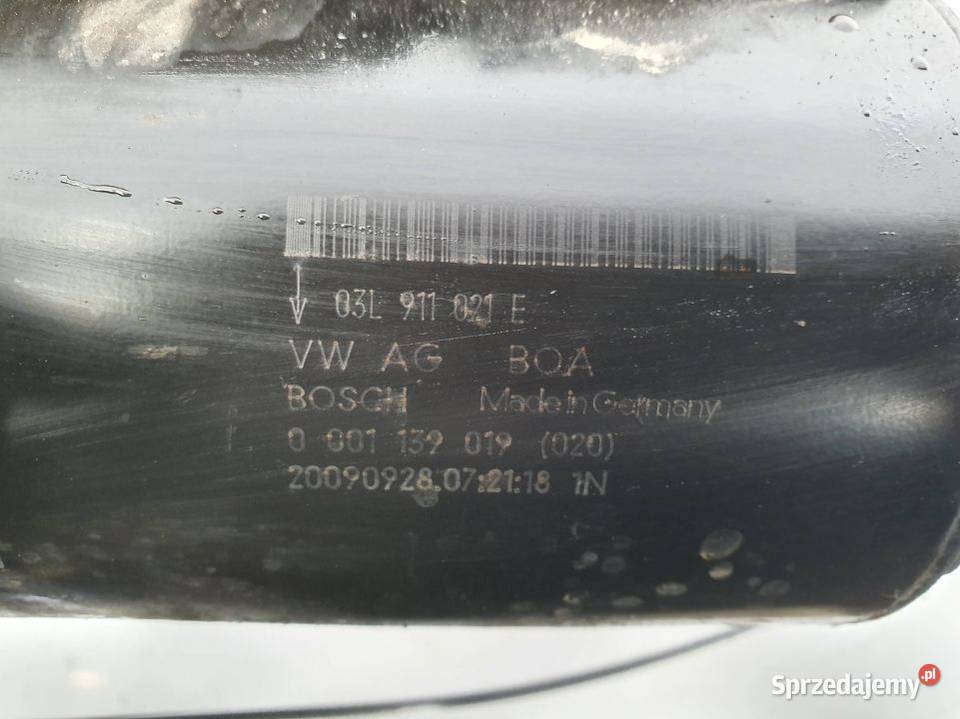 03L 911 021 E
VW AG BOA
BOSCH Made in Germany
0 001 139 019 (020)
20090928.07:21:18 1N
Sprzedajemy.pl